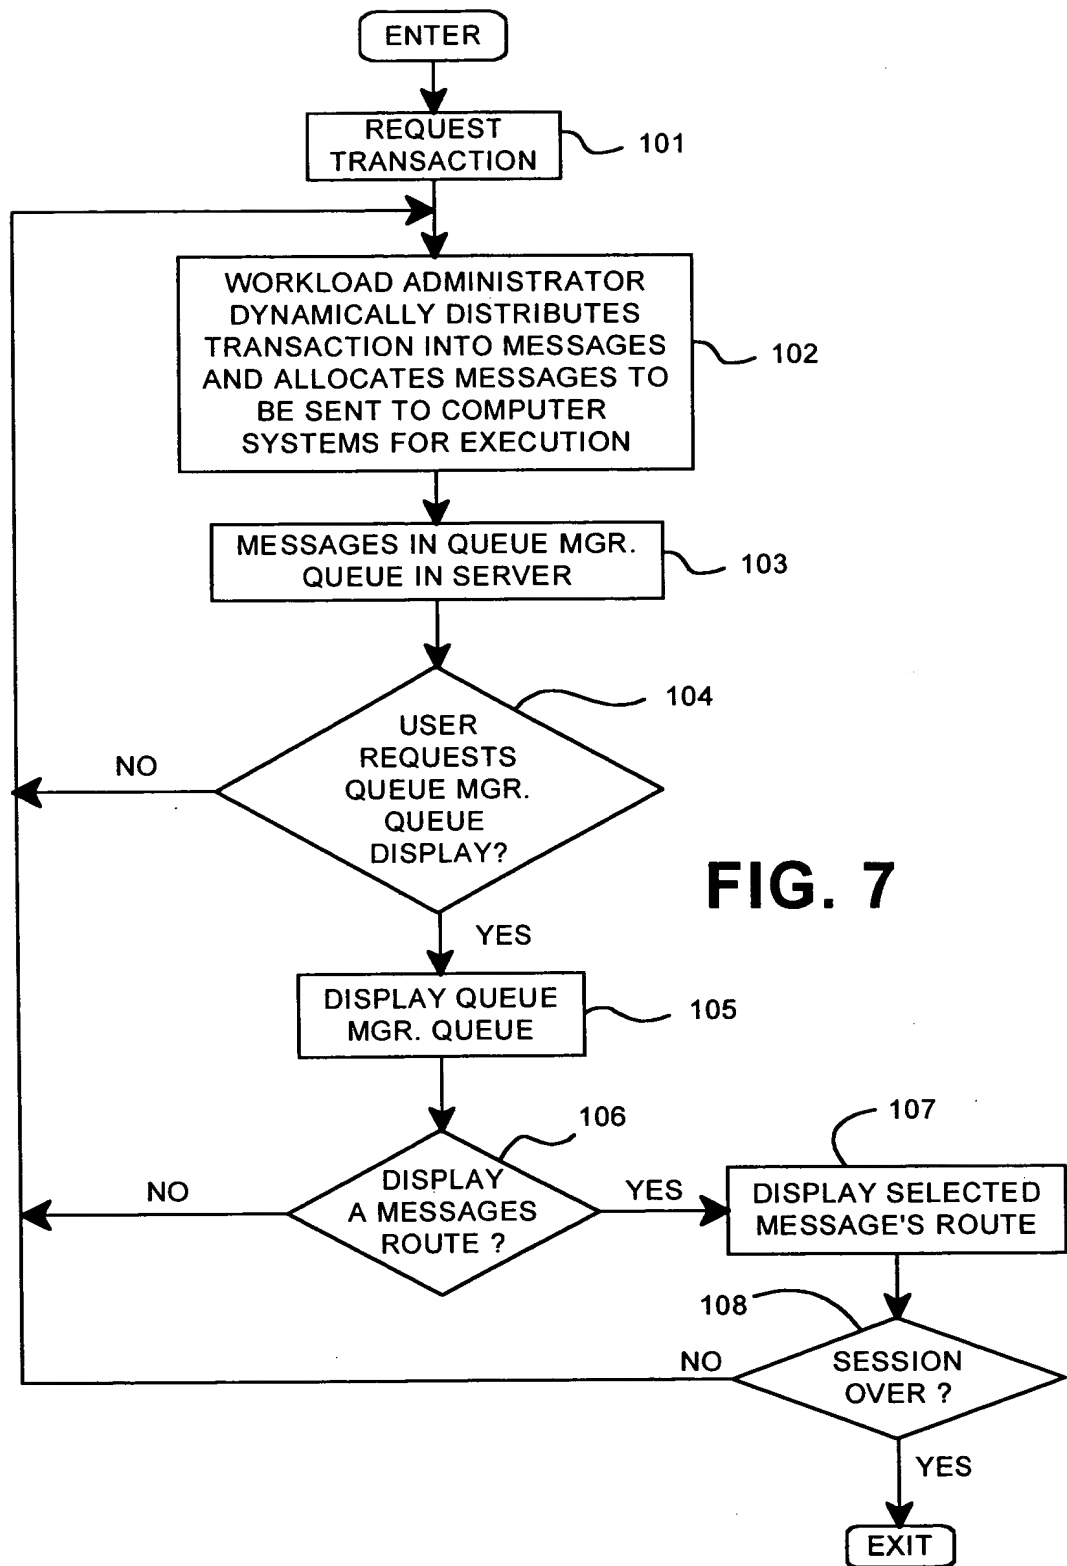 ENTER
REQUEST
TRANSACTION
101
WORKLOAD ADMINISTRATOR
DYNAMICALLY DISTRIBUTES
TRANSACTION INTO MESSAGES
AND ALLOCATES MESSAGES TO
BE SENT TO COMPUTER
SYSTEMS FOR EXECUTION
102
MESSAGES IN QUEUE MGR.
QUEUE IN SERVER
103
104
USER
REQUESTS
QUEUE MGR.
QUEUE
DISPLAY?
NO
FIG. 7
YES
DISPLAY QUEUE
MGR. QUEUE
105
106
107
DISPLAY
A MESSAGES
ROUTE ?
NO
YES
DISPLAY SELECTED
MESSAGE'S ROUTE
108
SESSION
OVER ?
NO
YES
EXIT